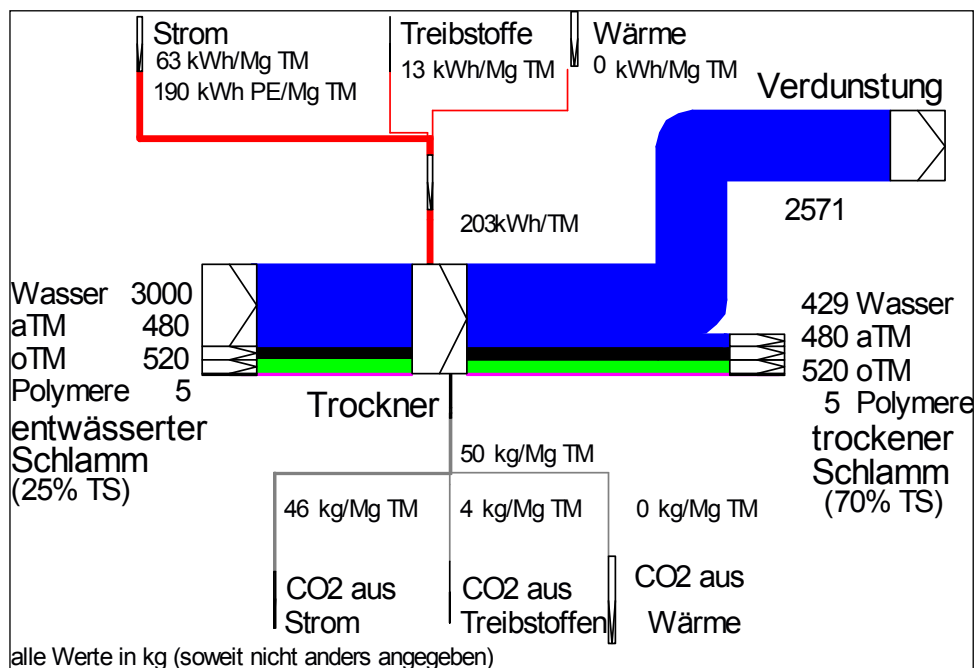 Strom
63 kWh/Mg TM
190 kWh PE/Mg TM
Treibstoffe
13 kWh/Mg TM
Wärme
0 kWh/Mg TM
Verdunstung
2571
203kWh/TM
Wasser 3000
aTM 480
oTM 520
Polymere 5
entwässerter
Schlamm
(25% TS)
Trockner
429 Wasser
480 aTM
520 oTM
5 Polymere
trockener
Schlamm
(70% TS)
50 kg/Mg TM
46 kg/Mg TM
4 kg/Mg TM
0 kg/Mg TM
CO2 aus
Strom
CO2 aus
Treibstoffen
CO2 aus
Wärme
alle Werte in kg (soweit nicht anders angegeben)